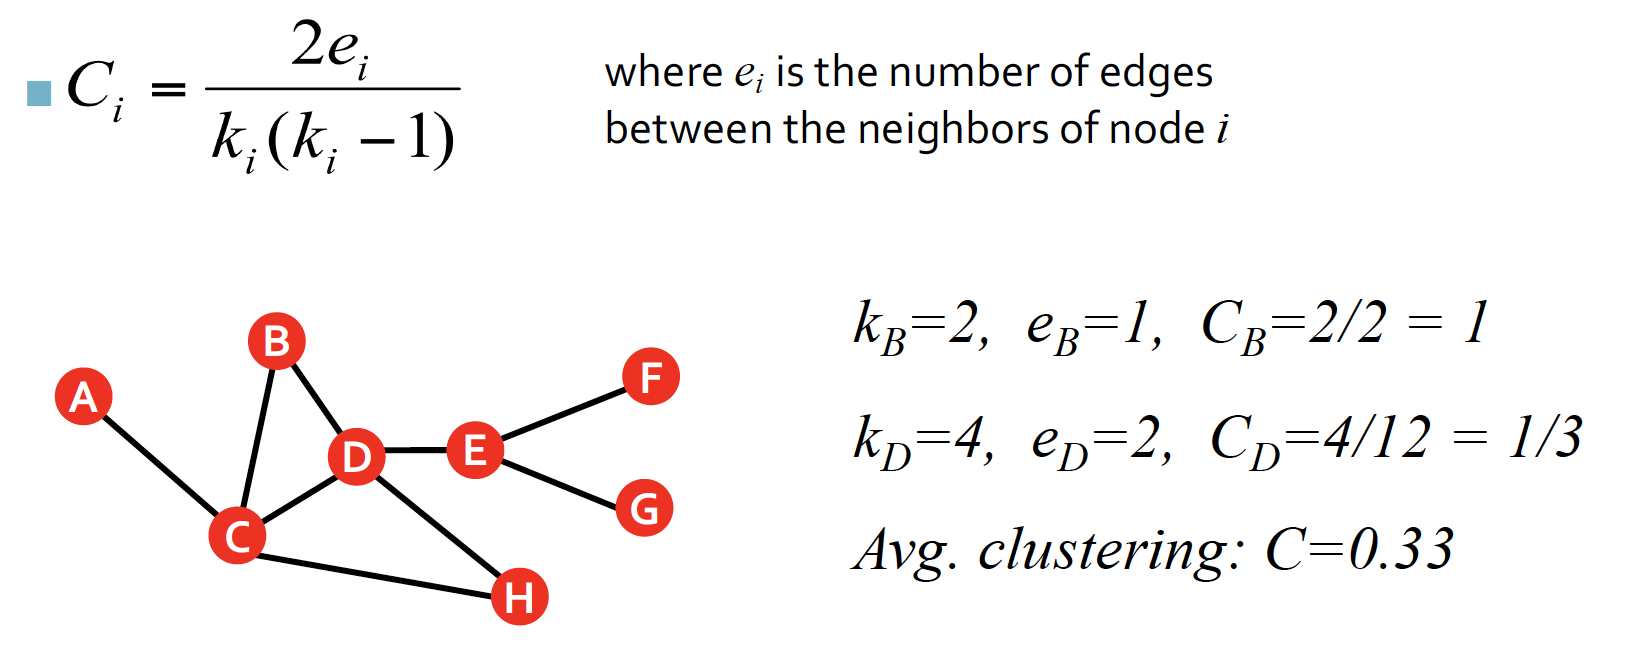 C_i = 2e_i / k_i(k_i − 1)
where e_i is the number of edges
between the neighbors of node i
B
A
F
D
E
G
C
H
k_B=2, e_B=1, C_B=2/2 = 1
k_D=4, e_D=2, C_D=4/12 = 1/3
Avg. clustering: C=0.33